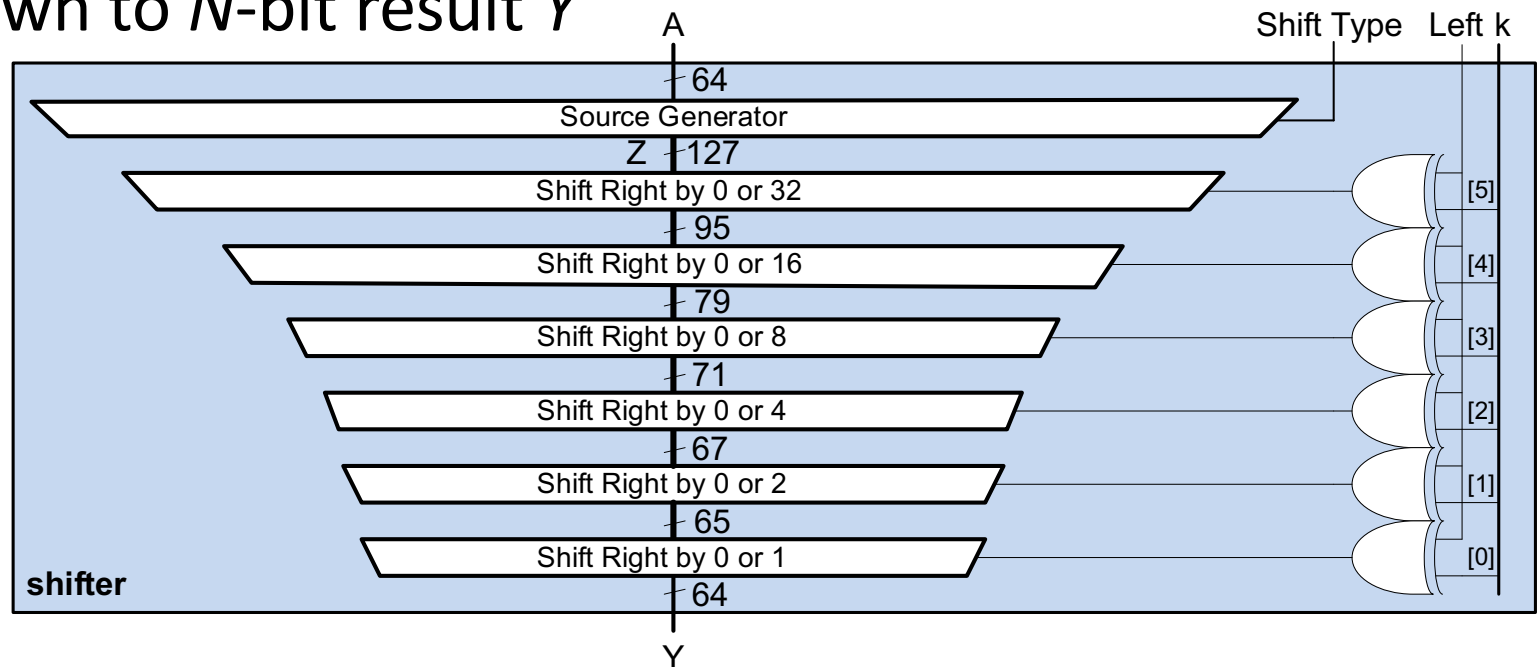 wn to N-bit result Y
A
Shift Type Left k
64
Source Generator
Z 127
Shift Right by 0 or 32
[5]
95
Shift Right by 0 or 16
[4]
79
Shift Right by 0 or 8
[3]
71
Shift Right by 0 or 4
[2]
67
Shift Right by 0 or 2
[1]
65
Shift Right by 0 or 1
[0]
shifter
64
Y